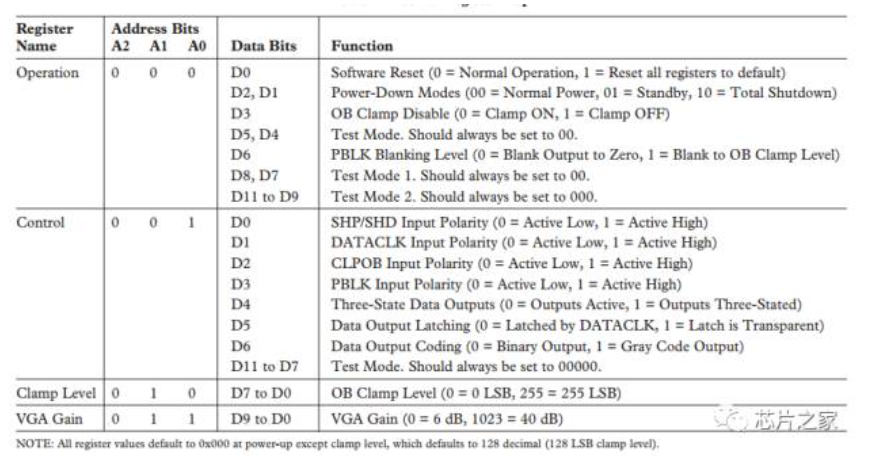 Register Name Address Bits A2 A1 A0 Data Bits Function
Operation 0 0 0 D0 Software Reset (0 = Normal Operation, 1 = Reset all registers to default)
D2, D1 Power-Down Modes (00 = Normal Power, 01 = Standby, 10 = Total Shutdown)
D3 OB Clamp Disable (0 = Clamp ON, 1 = Clamp OFF)
D5, D4 Test Mode. Should always be set to 00.
D6 PBLK Blanking Level (0 = Blank Output to Zero, 1 = Blank to OB Clamp Level)
D8, D7 Test Mode 1. Should always be set to 00.
D11 to D9 Test Mode 2. Should always be set to 000.
Control 0 0 1 D0 SHP/SHD Input Polarity (0 = Active Low, 1 = Active High)
D1 DATACLK Input Polarity (0 = Active Low, 1 = Active High)
D2 CLPOB Input Polarity (0 = Active Low, 1 = Active High)
D3 PBLK Input Polarity (0 = Active Low, 1 = Active High)
D4 Three-State Data Outputs (0 = Outputs Active, 1 = Outputs Three-Stated)
D5 Data Output Latching (0 = Latched by DATACLK, 1 = Latch is Transparent)
D6 Data Output Coding (0 = Binary Output, 1 = Gray Code Output)
D11 to D7 Test Mode. Should always be set to 00000.
Clamp Level 0 1 0 D7 to D0 OB Clamp Level (0 = 0 LSB, 255 = 255 LSB)
VGA Gain 0 1 1 D9 to D0 VGA Gain (0 = 6 dB, 1023 = 40 dB)
芯片之家
NOTE: All register values default to 0x000 at power-up except clamp level, which defaults to 128 decimal (128 LSB clamp level).